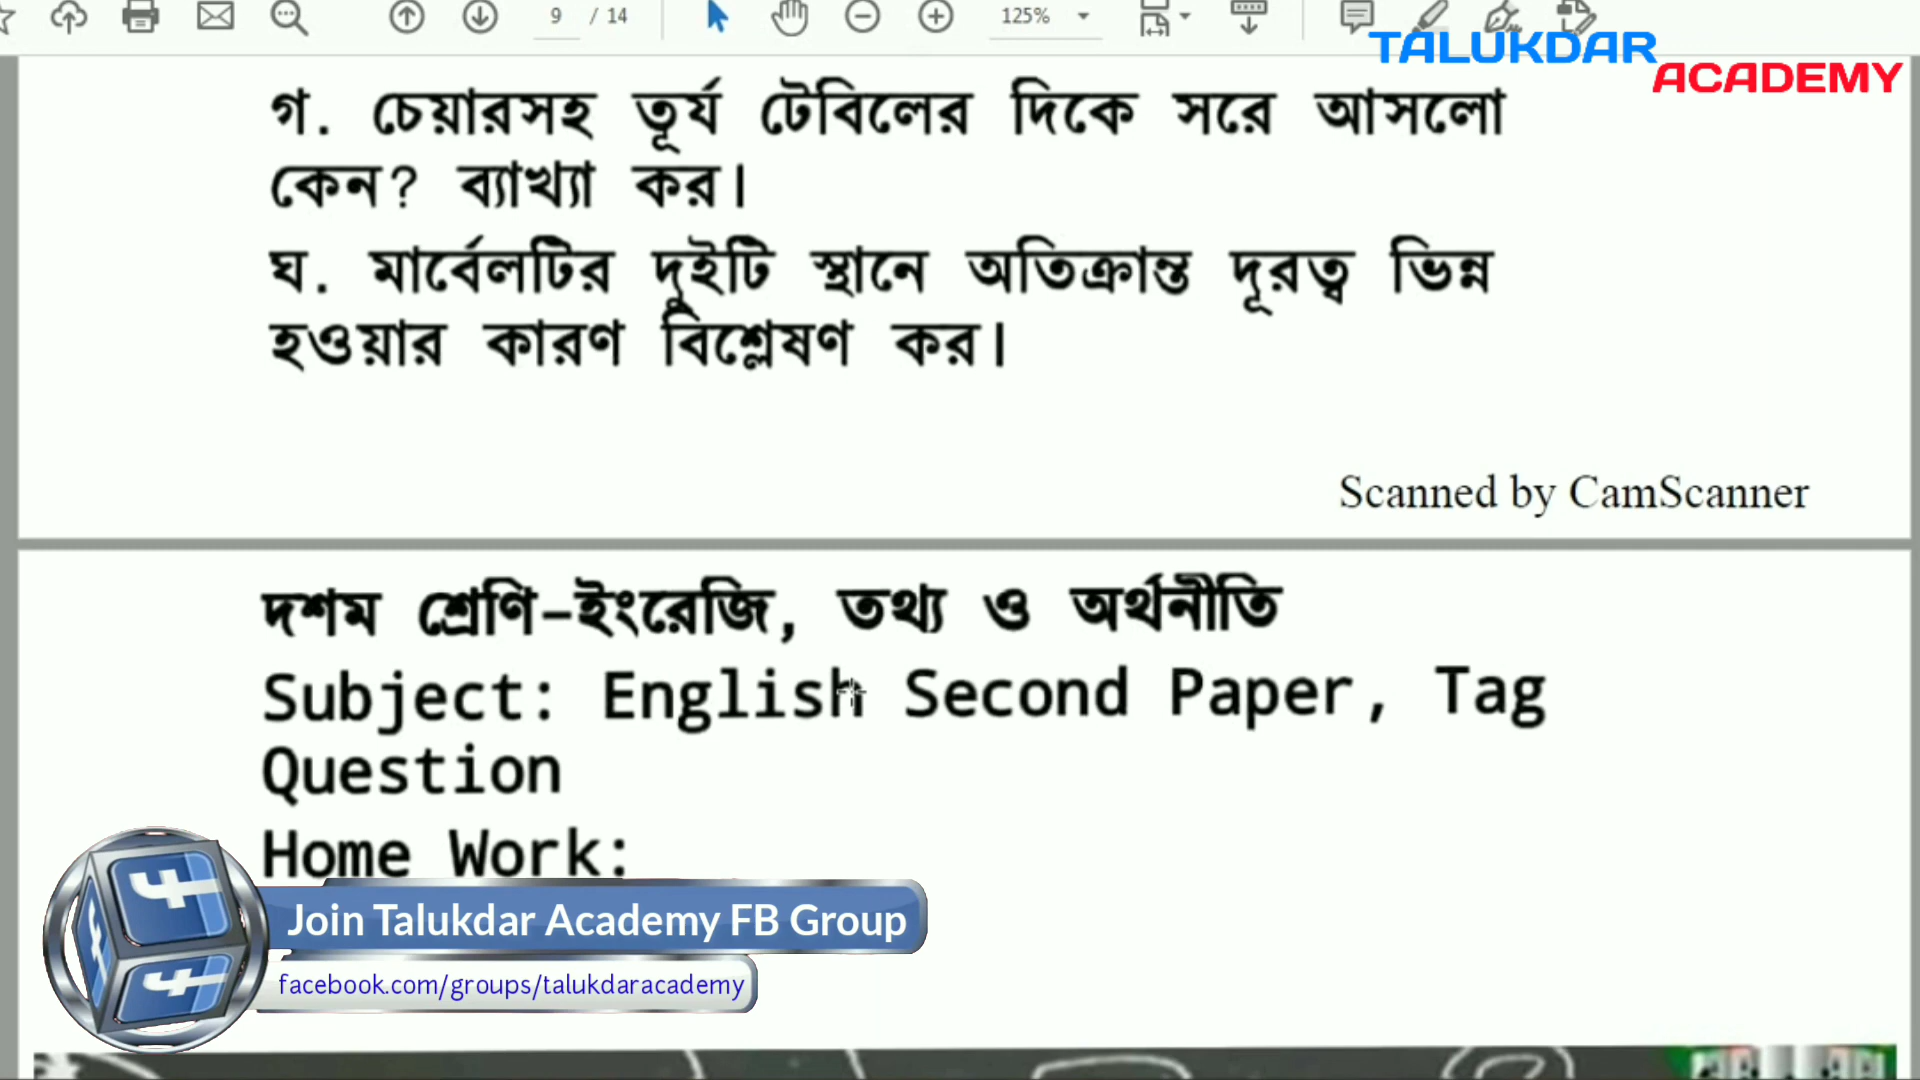 9 / 14
125%
TALUKDAR
ACADEMY
গ. চেয়ারসহ তূর্য টেবিলের দিকে সরে আসলো
কেন? ব্যাখ্যা কর।
ঘ. মার্বেলটির দুইটি স্থানে অতিক্রান্ত দূরত্ব ভিন্ন
হওয়ার কারণ বিশ্লেষণ কর।
Scanned by CamScanner
দশম শ্রেণি-ইংরেজি, তথ্য ও অর্থনীতি
Subject: English Second Paper, Tag
Question
Home Work:
Join Talukdar Academy FB Group
facebook.com/groups/talukdaracademy